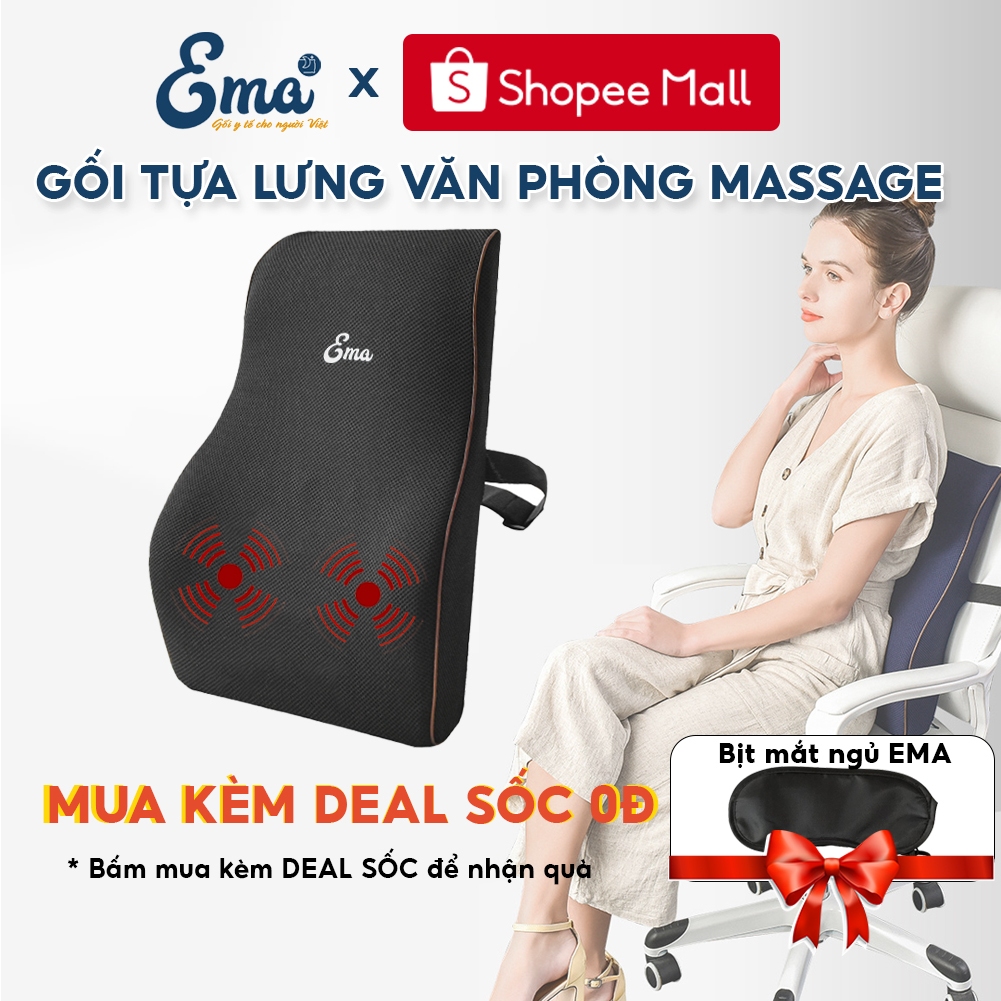 Ema x Shopee Mall
Gối y tế cho người Việt
GỐI TỰA LƯNG VĂN PHÒNG MASSAGE
Ema
Bịt mắt ngủ EMA
MUA KÈM DEAL SỐC 0Đ
* Bấm mua kèm DEAL SỐC để nhận quà